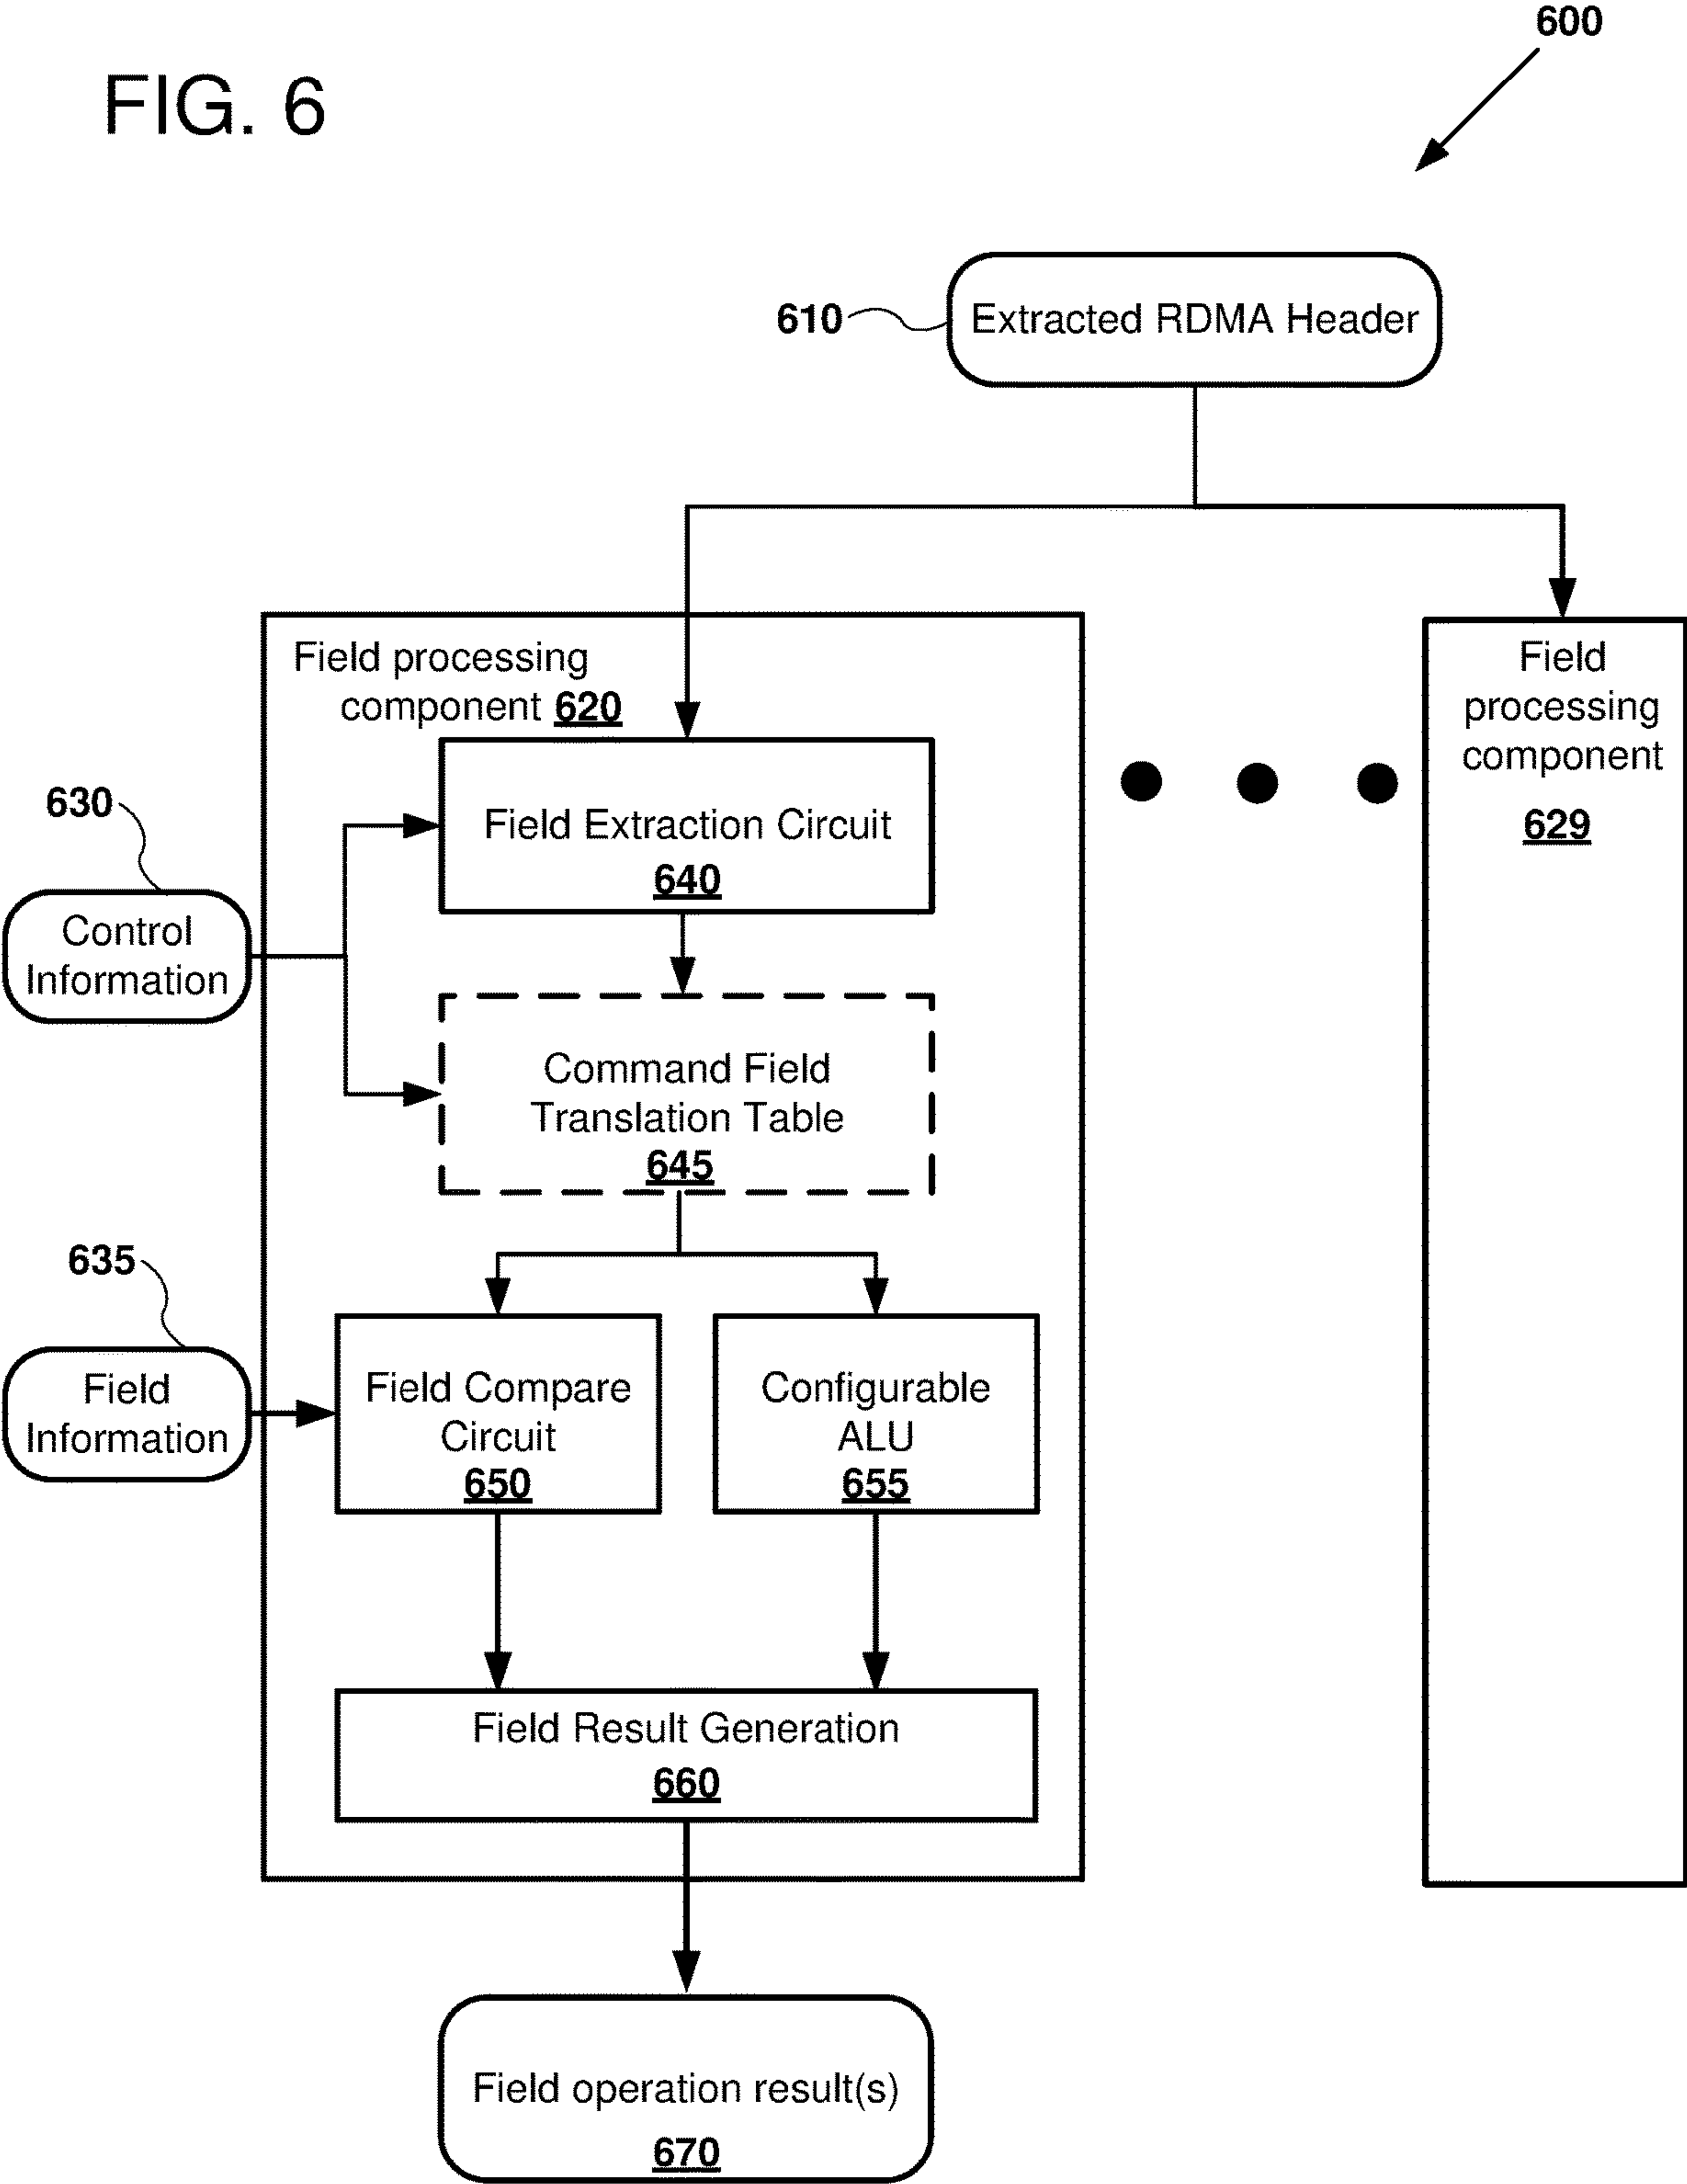 600
FIG. 6
610
Extracted RDMA Header
Field processing
component 620
Field
processing
component
629
630
Control
Information
Field Extraction Circuit
640
Command Field
Translation Table
645
635
Field
Information
Field Compare
Circuit
650
Configurable
ALU
655
Field Result Generation
660
Field operation result(s)
670